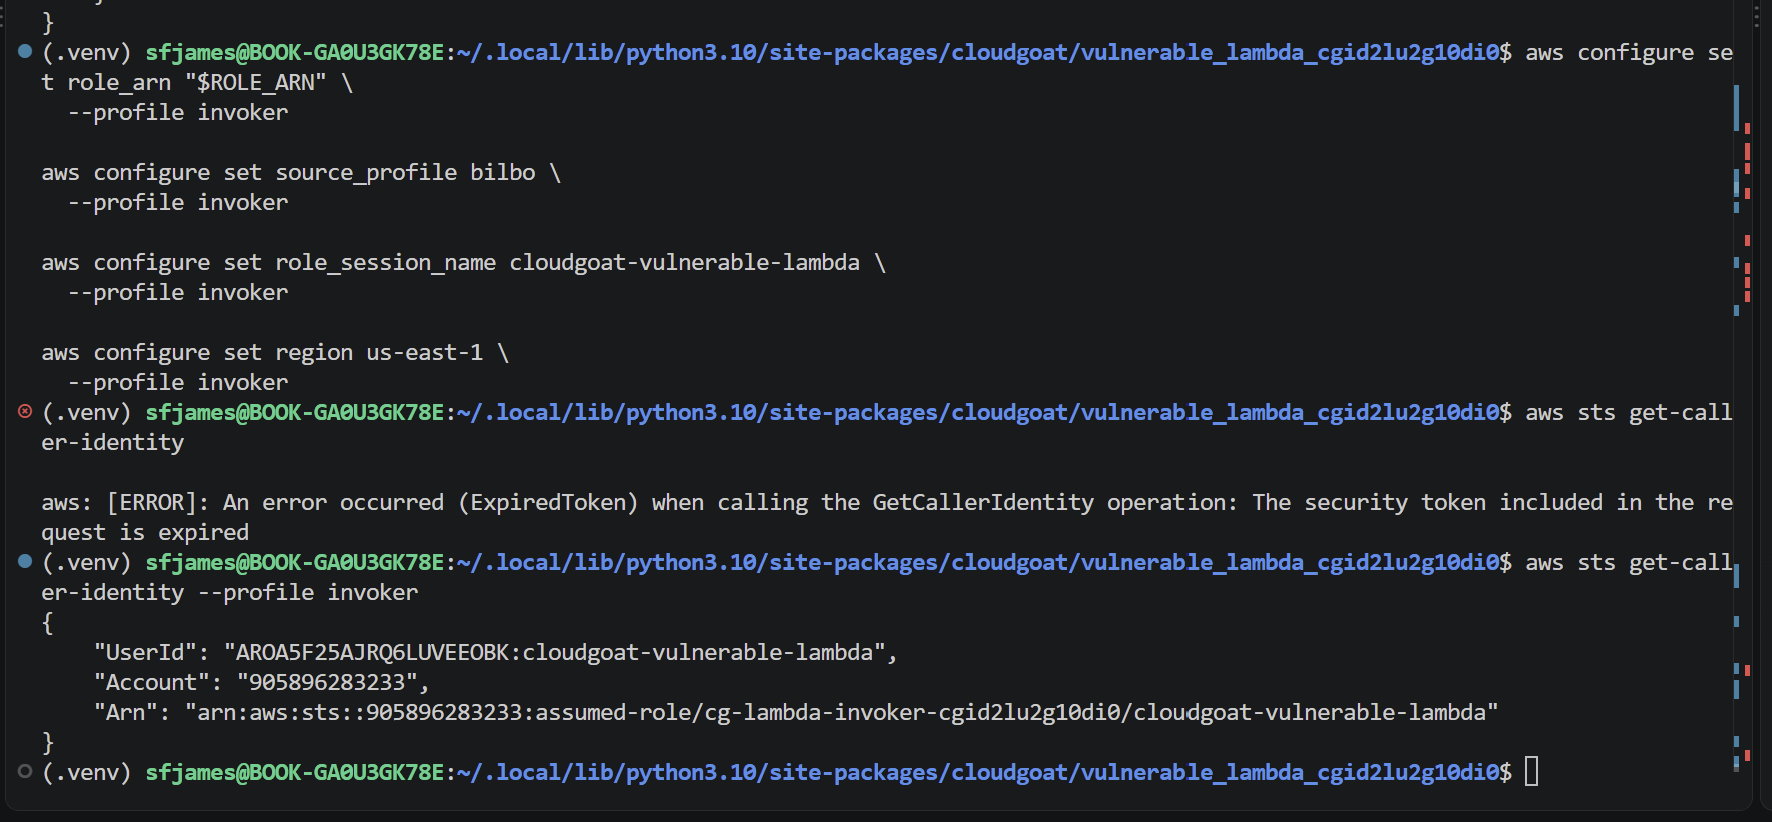 }
(.venv) sfjames@BOOK-GA0U3GK78E:~/.local/lib/python3.10/site-packages/cloudgoat/vulnerable_lambda_cgid2lu2g10di0$ aws configure se
t role_arn "$ROLE_ARN" \
  --profile invoker

aws configure set source_profile bilbo \
  --profile invoker

aws configure set role_session_name cloudgoat-vulnerable-lambda \
  --profile invoker

aws configure set region us-east-1 \
  --profile invoker
(.venv) sfjames@BOOK-GA0U3GK78E:~/.local/lib/python3.10/site-packages/cloudgoat/vulnerable_lambda_cgid2lu2g10di0$ aws sts get-call
er-identity

aws: [ERROR]: An error occurred (ExpiredToken) when calling the GetCallerIdentity operation: The security token included in the re
quest is expired
(.venv) sfjames@BOOK-GA0U3GK78E:~/.local/lib/python3.10/site-packages/cloudgoat/vulnerable_lambda_cgid2lu2g10di0$ aws sts get-call
er-identity --profile invoker
{
    "UserId": "AROA5F25AJRQ6LUVEEOBK:cloudgoat-vulnerable-lambda",
    "Account": "905896283233",
    "Arn": "arn:aws:sts::905896283233:assumed-role/cg-lambda-invoker-cgid2lu2g10di0/cloudgoat-vulnerable-lambda"
}
(.venv) sfjames@BOOK-GA0U3GK78E:~/.local/lib/python3.10/site-packages/cloudgoat/vulnerable_lambda_cgid2lu2g10di0$